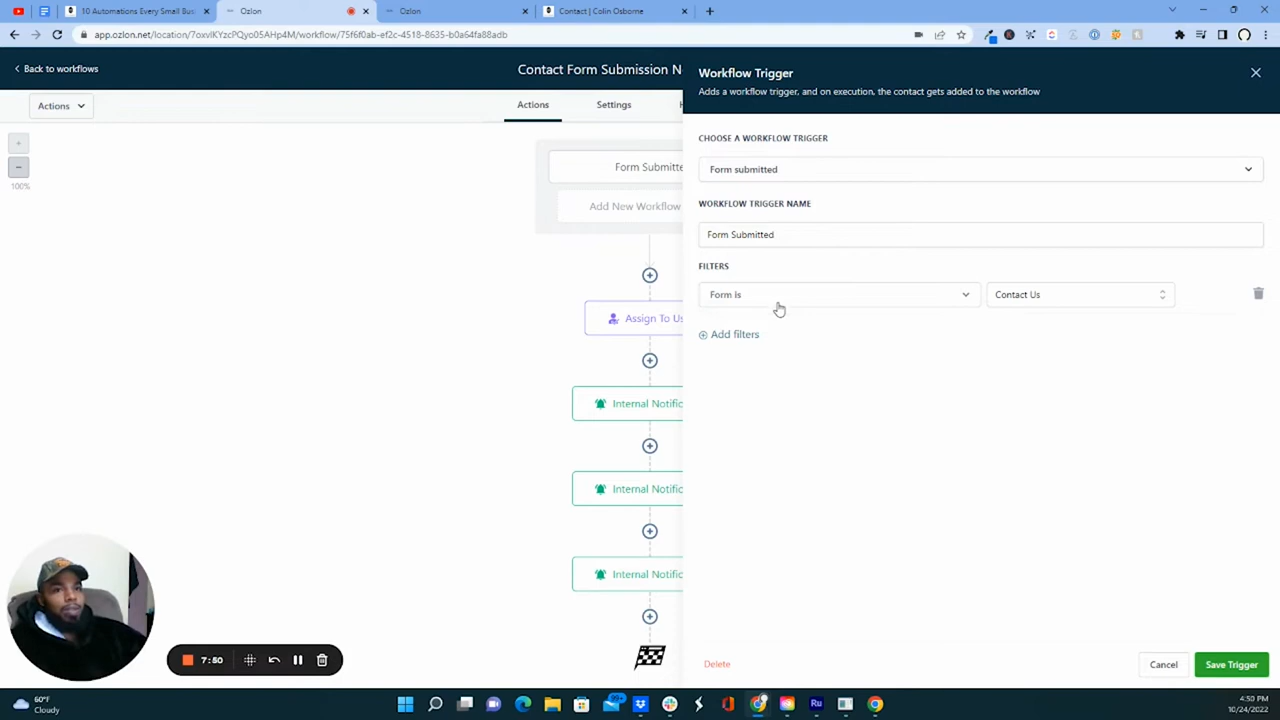 10 Automations Every Small Bus
Ozlon
Ozlon
Contact | Colin Osborne
app.ozlon.net/location/7oxvIKYzcPQyo05AHp4M/workflow/75f6f0ab-ef2c-4518-8635-b0a64fa88adb
Back to workflows
Contact Form Submission N
Actions
Actions
Settings
100%
Form Submitte
Add New Workflow
Assign To Us
Internal Notific
Internal Notific
Internal Notific
Workflow Trigger
Adds a workflow trigger, and on execution, the contact gets added to the workflow
CHOOSE A WORKFLOW TRIGGER
Form submitted
WORKFLOW TRIGGER NAME
Form Submitted
FILTERS
Form is
Contact Us
Add filters
Delete
Cancel
Save Trigger
7:50
60°F
Cloudy
99+
Ru
4:50 PM
10/24/2022